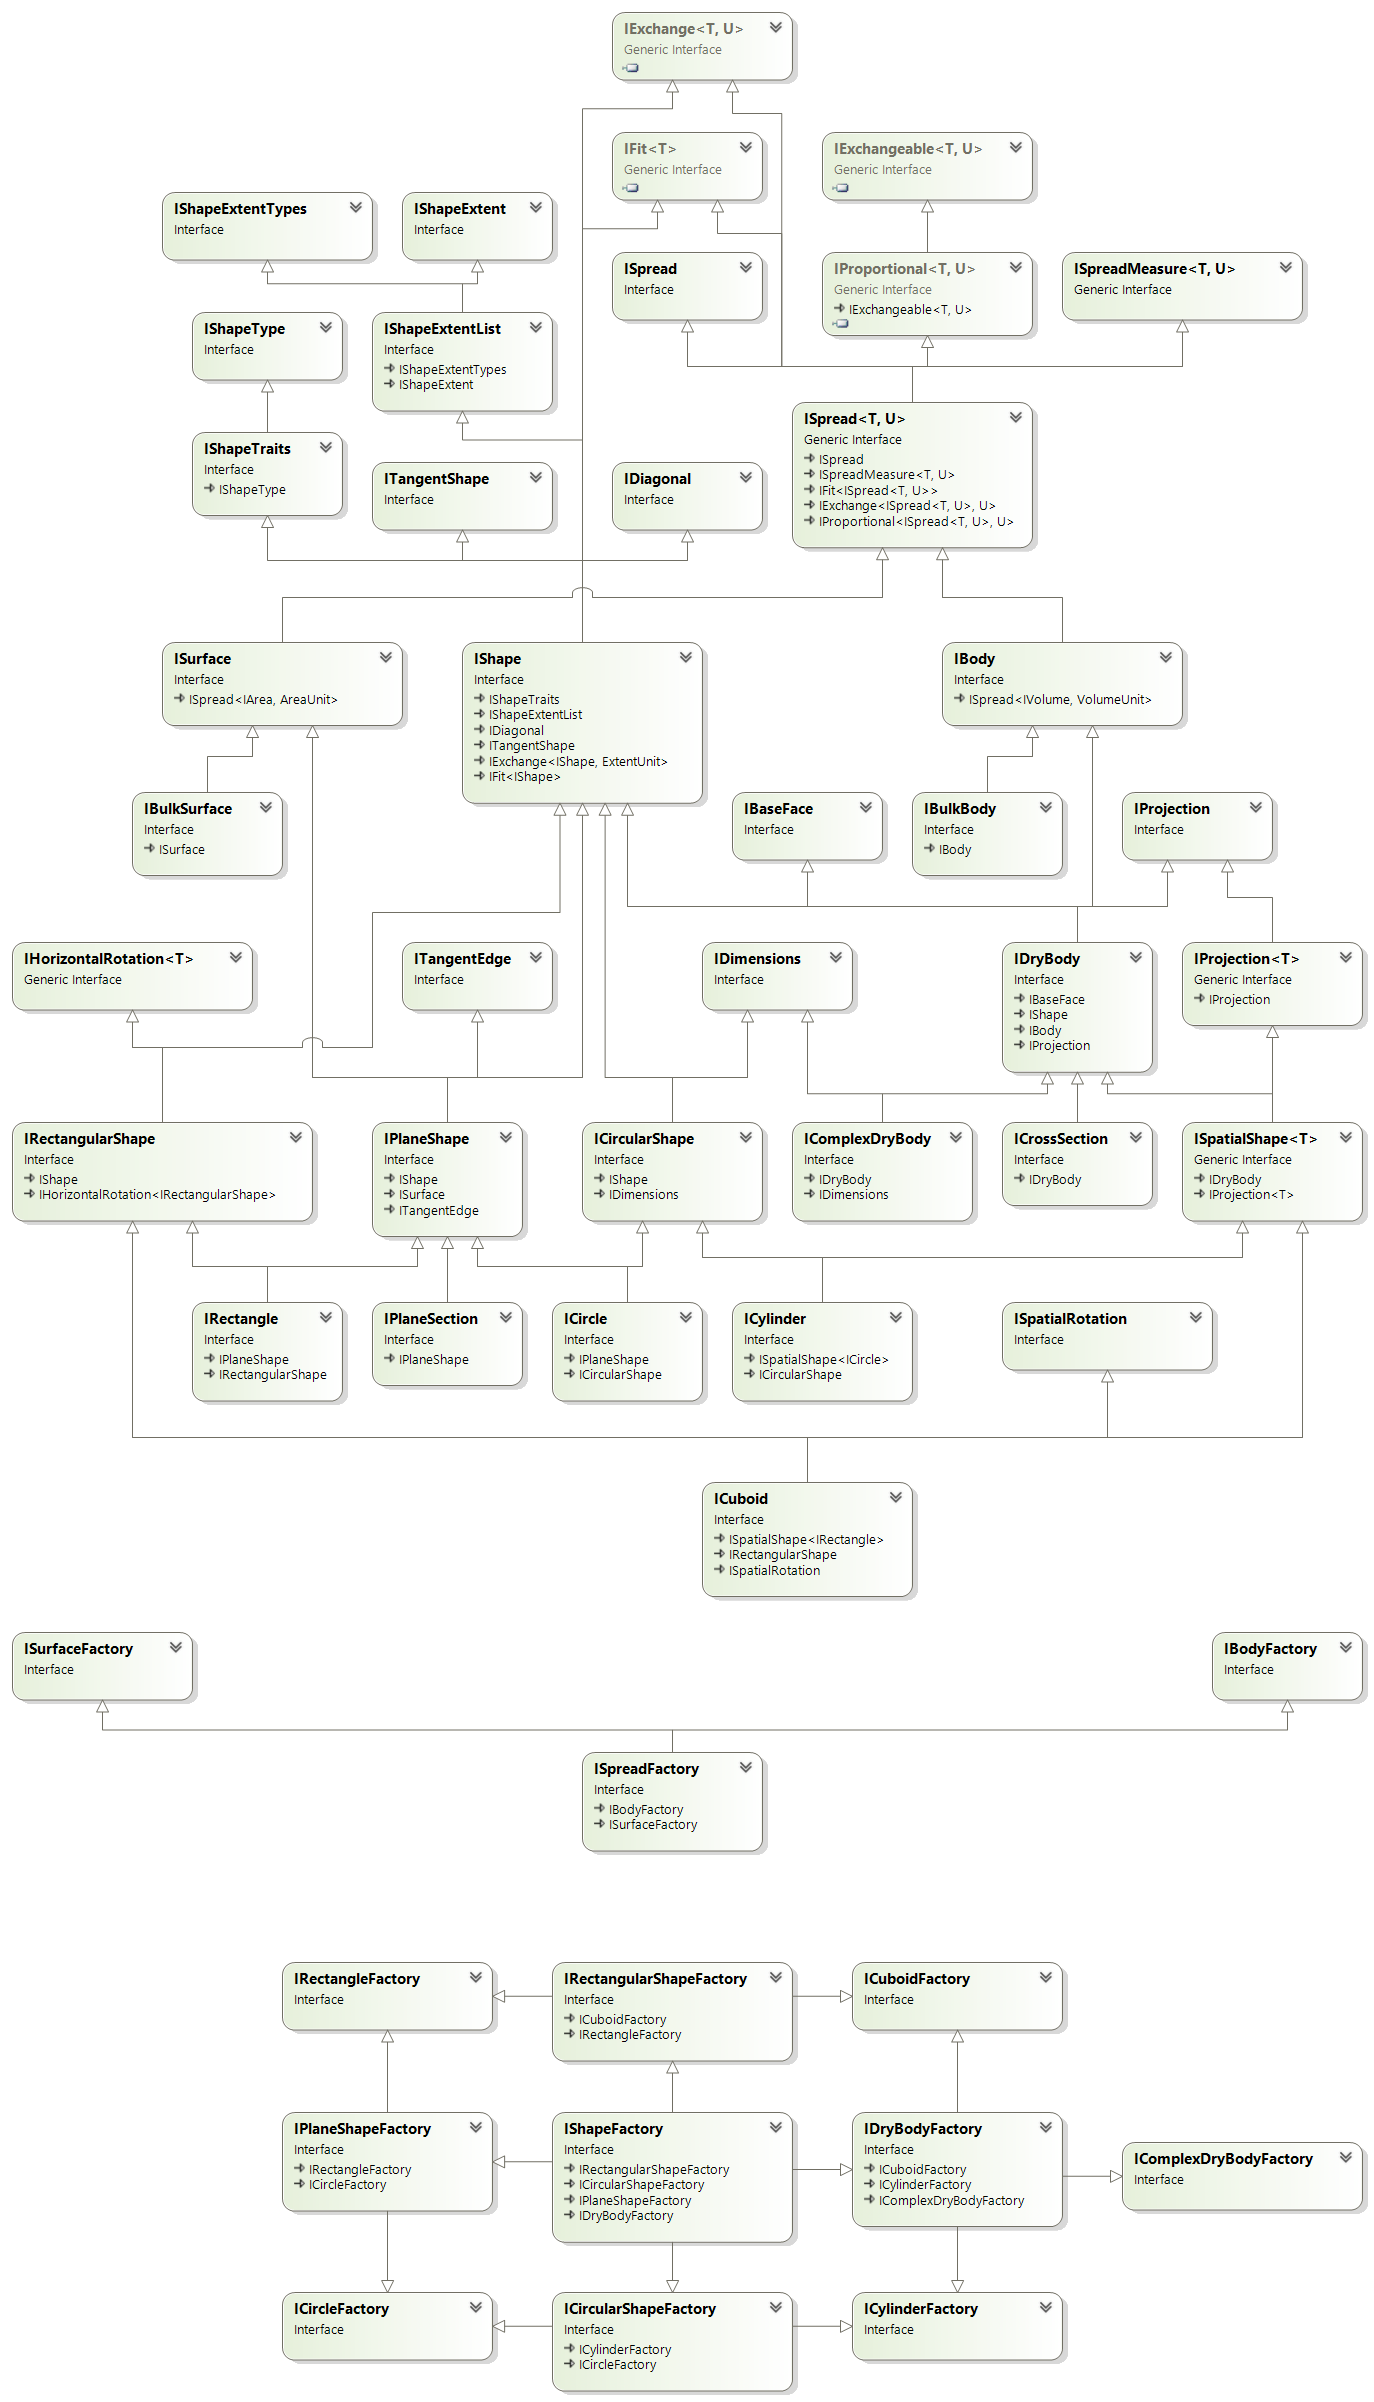 IExchange<T, U>
Generic Interface
IFit<T>
Generic Interface
IExchangeable<T, U>
Generic Interface
IShapeExtentTypes
Interface
IShapeExtent
Interface
ISpread
Interface
IProportional<T, U>
Generic Interface
IExchangeable<T, U>
ISpreadMeasure<T, U>
Generic Interface
IShapeType
Interface
IShapeExtentList
Interface
IShapeExtentTypes
IShapeExtent
ISpread<T, U>
Generic Interface
ISpread
ISpreadMeasure<T, U>
IFit<ISpread<T, U>>
IExchange<ISpread<T, U>, U>
IProportional<ISpread<T, U>, U>
IShapeTraits
Interface
IShapeType
ITangentShape
Interface
IDiagonal
Interface
ISurface
Interface
ISpread<IArea, AreaUnit>
IShape
Interface
IShapeTraits
IShapeExtentList
IDiagonal
ITangentShape
IExchange<IShape, ExtentUnit>
IFit<IShape>
IBody
Interface
ISpread<IVolume, VolumeUnit>
IBulkSurface
Interface
ISurface
IBaseFace
Interface
IBulkBody
Interface
IBody
IProjection
Interface
IHorizontalRotation<T>
Generic Interface
ITangentEdge
Interface
IDimensions
Interface
IDryBody
Interface
IBaseFace
IShape
IBody
IProjection
IProjection<T>
Generic Interface
IProjection
IRectangularShape
Interface
IShape
IHorizontalRotation<IRectangularShape>
IPlaneShape
Interface
IShape
ISurface
ITangentEdge
ICircularShape
Interface
IShape
IDimensions
IComplexDryBody
Interface
IDryBody
IDimensions
ICrossSection
Interface
IDryBody
ISpatialShape<T>
Generic Interface
IDryBody
IProjection<T>
IRectangle
Interface
IPlaneShape
IRectangularShape
IPlaneSection
Interface
IPlaneShape
ICircle
Interface
IPlaneShape
ICircularShape
ICylinder
Interface
ISpatialShape<ICircle>
ICircularShape
ISpatialRotation
Interface
ICuboid
Interface
ISpatialShape<IRectangle>
IRectangularShape
ISpatialRotation
ISurfaceFactory
Interface
IBodyFactory
Interface
ISpreadFactory
Interface
IBodyFactory
ISurfaceFactory
IRectangleFactory
Interface
IRectangularShapeFactory
Interface
ICuboidFactory
IRectangleFactory
ICuboidFactory
Interface
IPlaneShapeFactory
Interface
IRectangleFactory
ICircleFactory
IShapeFactory
Interface
IRectangularShapeFactory
ICircularShapeFactory
IPlaneShapeFactory
IDryBodyFactory
IDryBodyFactory
Interface
ICuboidFactory
ICylinderFactory
IComplexDryBodyFactory
IComplexDryBodyFactory
Interface
ICircleFactory
Interface
ICircularShapeFactory
Interface
ICylinderFactory
ICircleFactory
ICylinderFactory
Interface